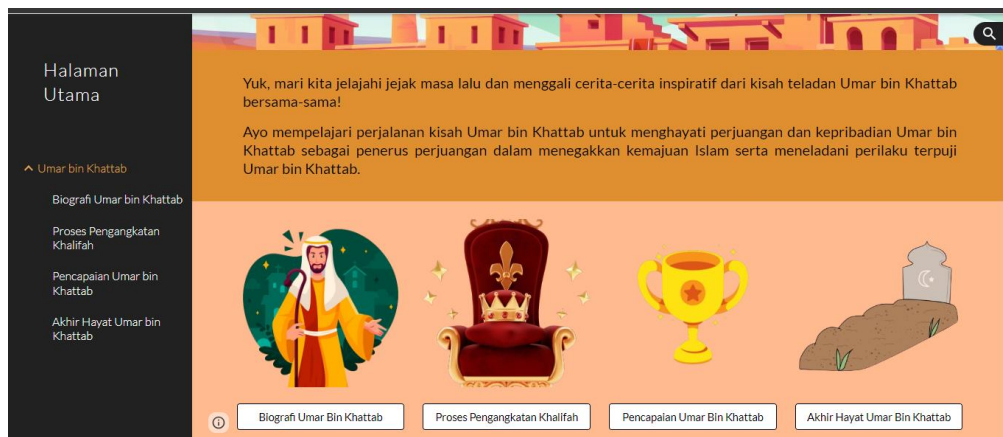 Halaman
Utama
Umar bin Khattab
Biografi Umar bin Khattab
Proses Pengangkatan
Khalifah
Pencapaian Umar bin
Khattab
Akhir Hayat Umar bin
Khattab
Yuk, mari kita jelajahi jejak masa lalu dan menggali cerita-cerita inspiratif dari kisah teladan Umar bin Khattab
bersama-sama!
Ayo mempelajari perjalanan kisah Umar bin Khattab untuk menghayati perjuangan dan kepribadian Umar bin
Khattab sebagai penerus perjuangan dalam menegakkan kemajuan Islam serta meneladani perilaku terpuji
Umar bin Khattab.
Biografi Umar Bin Khattab
Proses Pengangkatan Khalifah
Pencapaian Umar Bin Khattab
Akhir Hayat Umar Bin Khattab